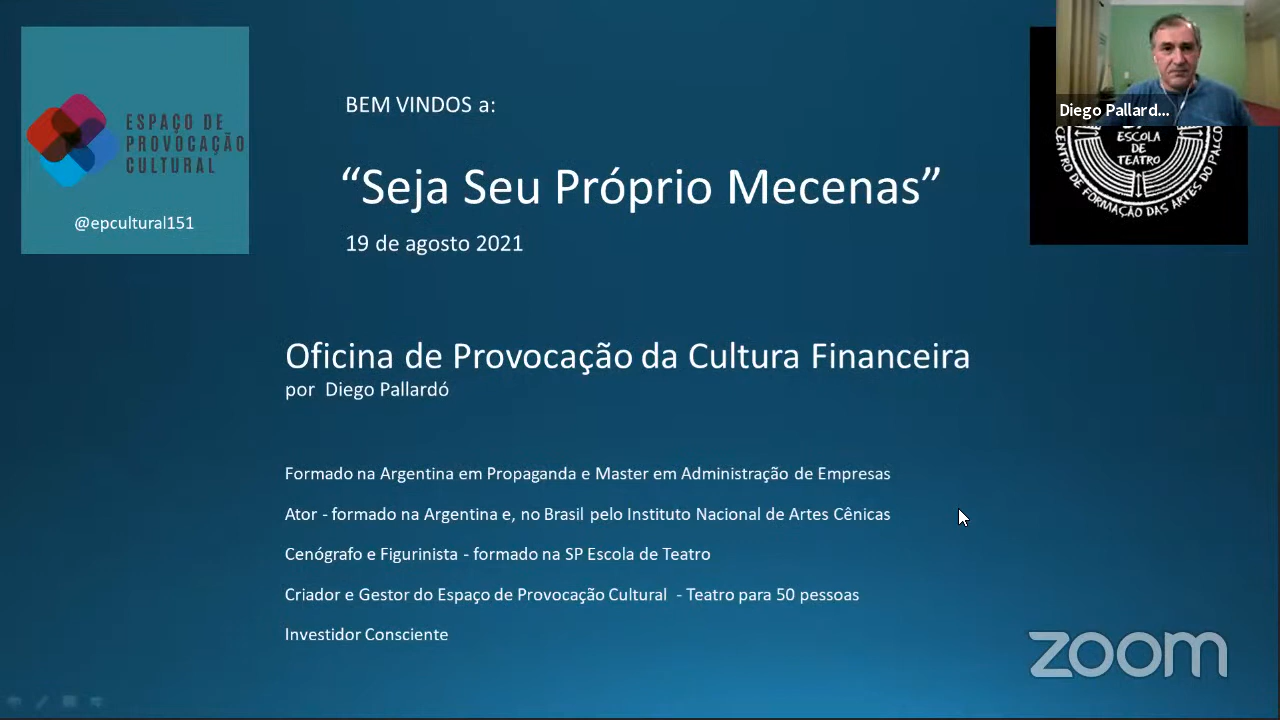 ESPAÇO DE
PROVOCAÇÃO
CULTURAL
@epcultural151
BEM VINDOS a:
“Seja Seu Próprio Mecenas”
19 de agosto 2021
Diego Pallard...
ESCOLA
DE
TEATRO
CENTRO DE FORMAÇÃO DAS ARTES DO PALCO
Oficina de Provocação da Cultura Financeira
por Diego Pallardó
Formado na Argentina em Propaganda e Master em Administração de Empresas
Ator - formado na Argentina e, no Brasil pelo Instituto Nacional de Artes Cênicas
Cenógrafo e Figurinista - formado na SP Escola de Teatro
Criador e Gestor do Espaço de Provocação Cultural - Teatro para 50 pessoas
Investidor Consciente
zoom